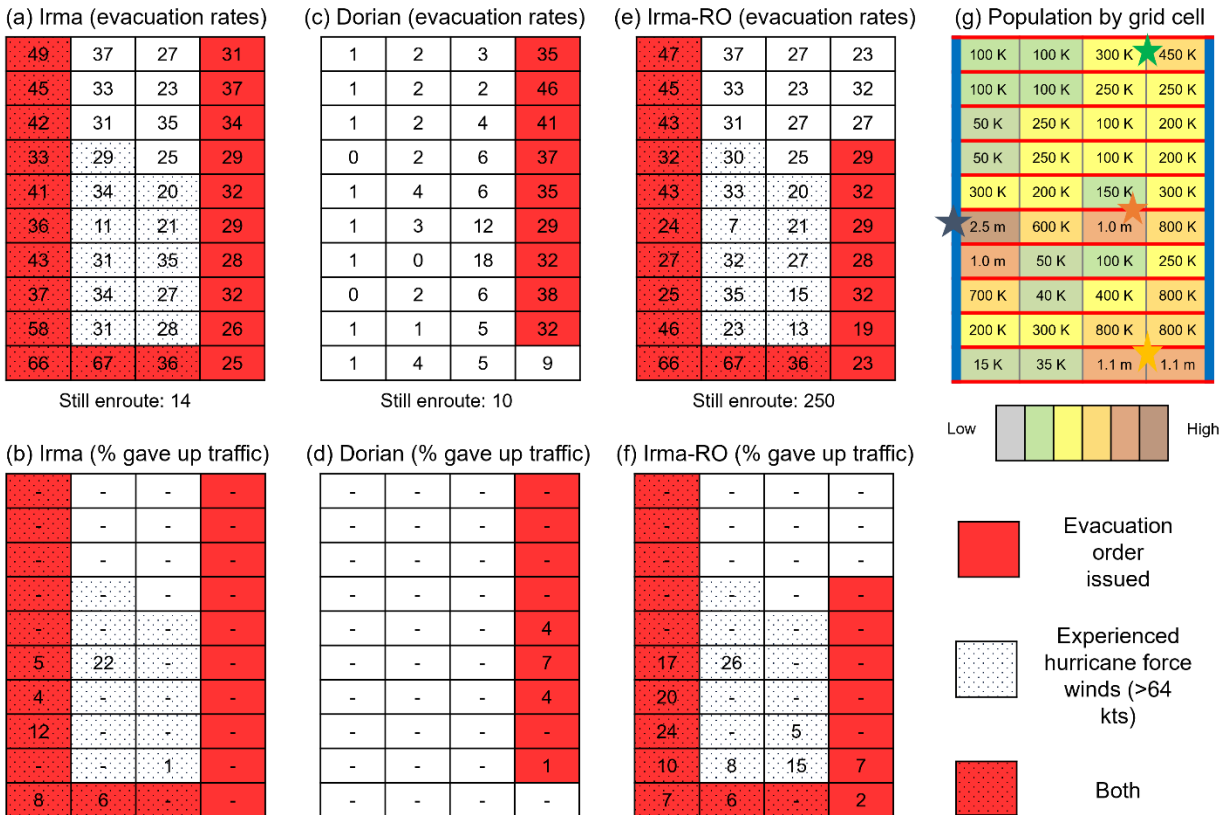 (a) Irma (evacuation rates)
49 37 27 31
45 33 23 37
42 31 35 34
33 29 25 29
41 34 20 32
36 11 21 29
43 31 35 28
37 34 27 32
58 31 28 26
66 67 36 25
Still enroute: 14
(c) Dorian (evacuation rates)
1 2 3 35
1 2 2 46
1 2 4 41
0 2 6 37
1 4 6 35
1 3 12 29
1 0 18 32
0 2 6 38
1 1 5 32
1 4 5 9
Still enroute: 10
(e) Irma-RO (evacuation rates)
47 37 27 23
45 33 23 32
43 31 27 27
32 30 25 29
43 33 20 32
24 7 21 29
27 32 27 28
25 35 15 32
46 23 13 19
66 67 36 23
Still enroute: 250
(g) Population by grid cell
100 K 100 K 300 K 450 K
100 K 100 K 250 K 250 K
50 K 250 K 100 K 200 K
50 K 250 K 100 K 200 K
300 K 200 K 150 K 300 K
2.5 m 600 K 1.0 m 800 K
1.0 m 50 K 100 K 250 K
700 K 40 K 400 K 800 K
200 K 300 K 800 K 800 K
15 K 35 K 1.1 m 1.1 m
Low High
(b) Irma (% gave up traffic)
- - - -
- - - -
- - - -
- - - -
- - - -
5 22 - -
4 - - -
12 - - -
- - 1 -
8 6 - -
(d) Dorian (% gave up traffic)
- - - -
- - - -
- - - -
- - - -
- - - 4
- - - 7
- - - 4
- - - -
- - - 1
- - - -
(f) Irma-RO (% gave up traffic)
- - - -
- - - -
- - - -
- - - -
- - - -
17 26 - -
20 - - -
24 - 5 -
10 8 15 7
7 6 - 2
Evacuation
order
issued
Experienced
hurricane force
winds (>64
kts)
Both